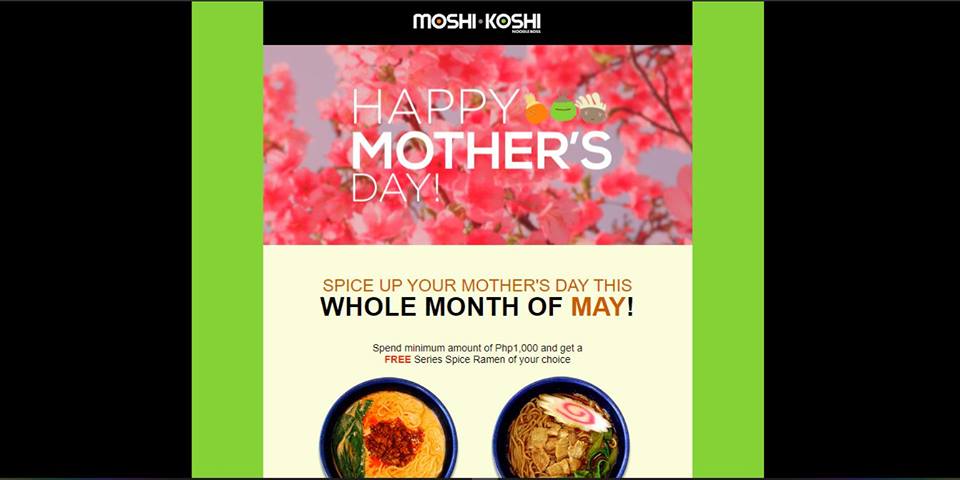 MOSHI•KOSHI
NOODLE BOSS
HAPPY
MOTHER'S
DAY!
SPICE UP YOUR MOTHER'S DAY THIS
WHOLE MONTH OF MAY!
Spend minimum amount of Php1,000 and get a
FREE Series Spice Ramen of your choice